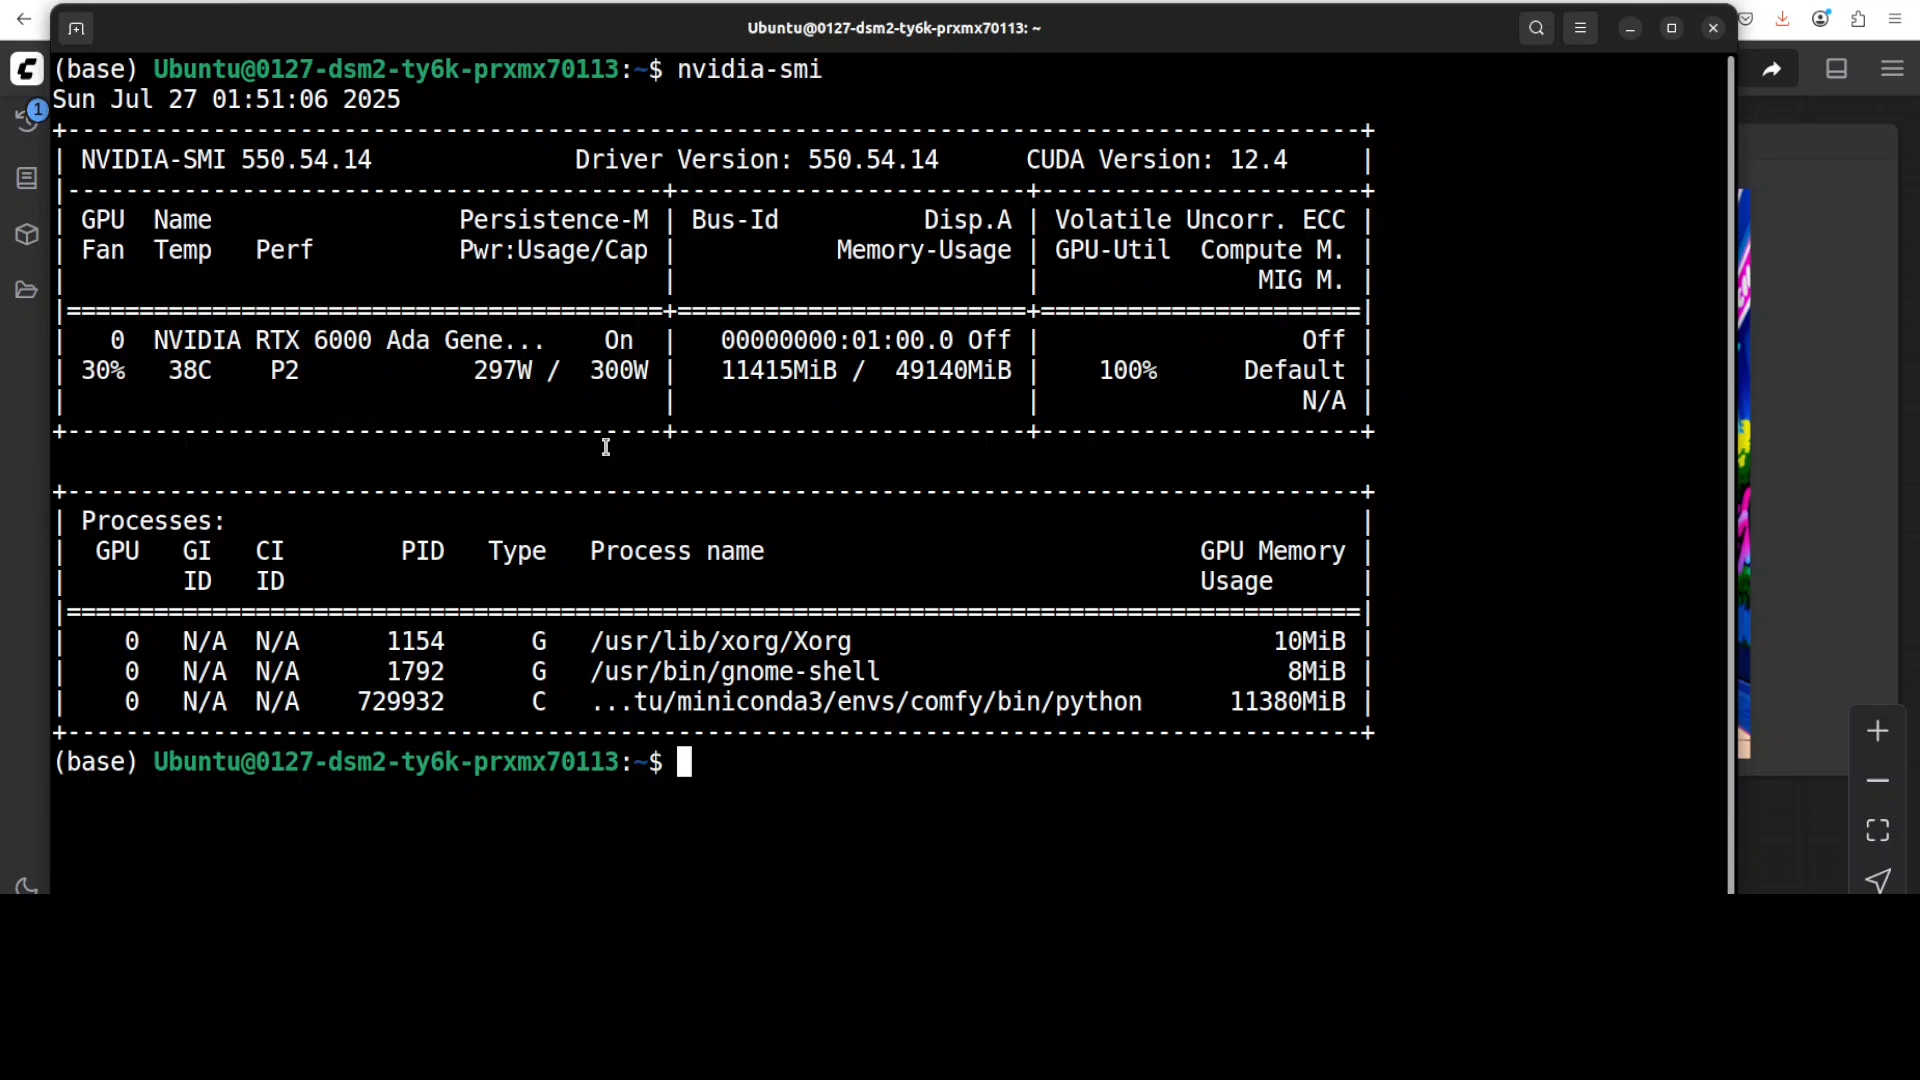 Ubuntu@0127-dsm2-ty6k-prxmx70113: ~
(base) Ubuntu@0127-dsm2-ty6k-prxmx70113:~$ nvidia-smi
Sun Jul 27 01:51:06 2025
1
+-----------------------------------------------------------------------------------------+
| NVIDIA-SMI 550.54.14              Driver Version: 550.54.14      CUDA Version: 12.4     |
|-----------------------------------------+------------------------+----------------------+
| GPU  Name                 Persistence-M | Bus-Id          Disp.A | Volatile Uncorr. ECC |
| Fan  Temp   Perf          Pwr:Usage/Cap |           Memory-Usage | GPU-Util  Compute M. |
|                                         |                        |               MIG M. |
|=========================================+========================+======================|
|   0  NVIDIA RTX 6000 Ada Gene...    On  |   00000000:01:00.0 Off |                  Off |
| 30%   38C    P2            297W /  300W |   11415MiB /  49140MiB |    100%      Default |
|                                         |                        |                  N/A |
+-----------------------------------------+------------------------+----------------------+
+-----------------------------------------------------------------------------------------+
| Processes:                                                                              |
|  GPU   GI   CI        PID   Type   Process name                              GPU Memory |
|        ID   ID                                                               Usage      |
|=========================================================================================|
|    0   N/A  N/A      1154      G   /usr/lib/xorg/Xorg                             10MiB |
|    0   N/A  N/A      1792      G   /usr/bin/gnome-shell                            8MiB |
|    0   N/A  N/A    729932      C   ...tu/miniconda3/envs/comfy/bin/python      11380MiB |
+-----------------------------------------------------------------------------------------+
(base) Ubuntu@0127-dsm2-ty6k-prxmx70113:~$